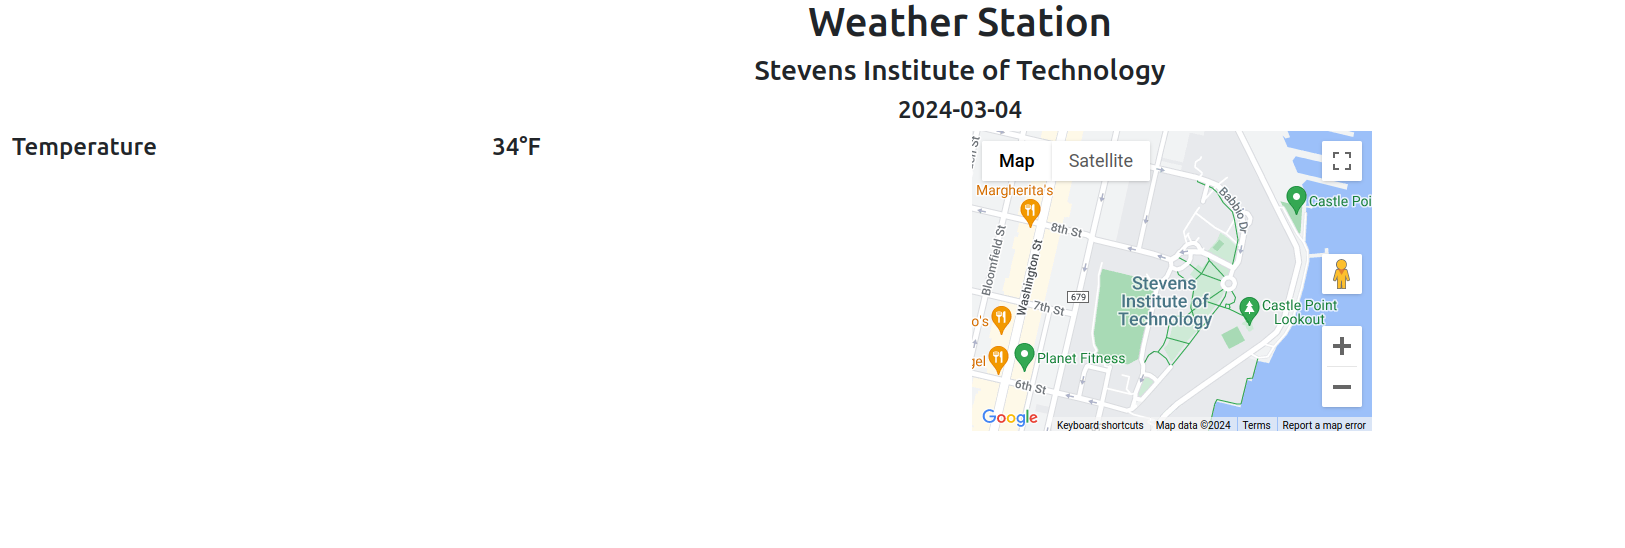 Weather Station
Stevens Institute of Technology
2024-03-04
Temperature 34°F
Map Satellite
Margherita's
Babbio Dr
Castle Poi
8th St
Bloomfield St
Washington St
Stevens
Institute of
Technology
679
7th St
Castle Point
Lookout
o's
Planet Fitness
gel
6th St
Google
Keyboard shortcuts Map data ©2024 Terms Report a map error